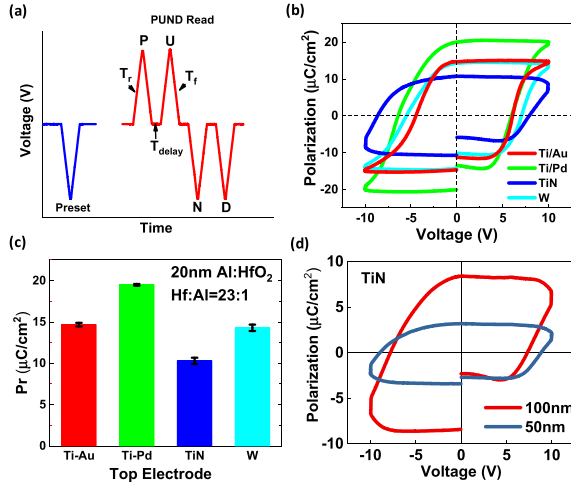 (a)
PUND Read
P U
Tr
Tf
Tdelay
Voltage (V)
Preset
N D
Time
(b)
Polarization (μC/cm²)
20
10
0
-10
-20
-10 -5 0 5 10
Voltage (V)
Ti/Au
Ti/Pd
TiN
W
(c)
20nm Al:HfO₂
Hf:Al=23:1
Pr (μC/cm²)
20
15
10
5
0
Ti-Au Ti-Pd TiN W
Top Electrode
(d)
TiN
Polarization (μC/cm²)
10
5
0
-5
-10
-10 -5 0 5 10
Voltage (V)
100nm
50nm